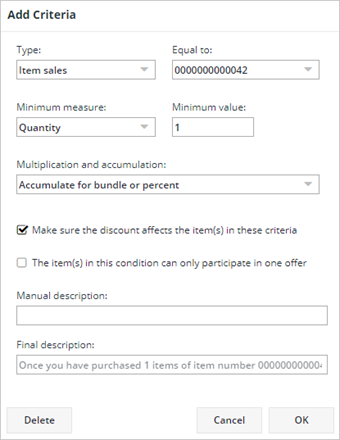 Add Criteria
Type: Equal to:
Item sales 0000000000042
Minimum measure: Minimum value:
Quantity 1
Multiplication and accumulation:
Accumulate for bundle or percent
Make sure the discount affects the item(s) in these criteria
The item(s) in this condition can only participate in one offer
Manual description:
Final description:
Once you have purchased 1 items of item number 00000000004
Delete Cancel OK